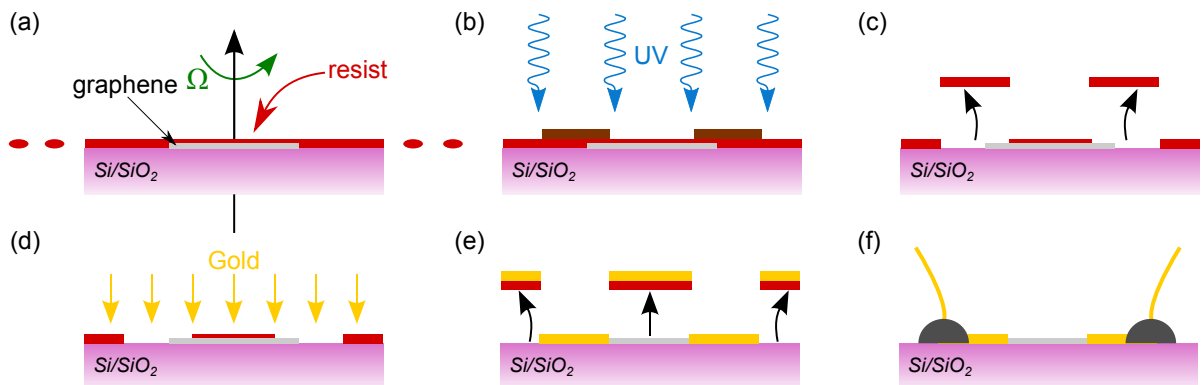 (a)
Ω
graphene
resist
Si/SiO₂
(b)
UV
Si/SiO₂
(c)
Si/SiO₂
(d)
Gold
Si/SiO₂
(e)
Si/SiO₂
(f)
Si/SiO₂